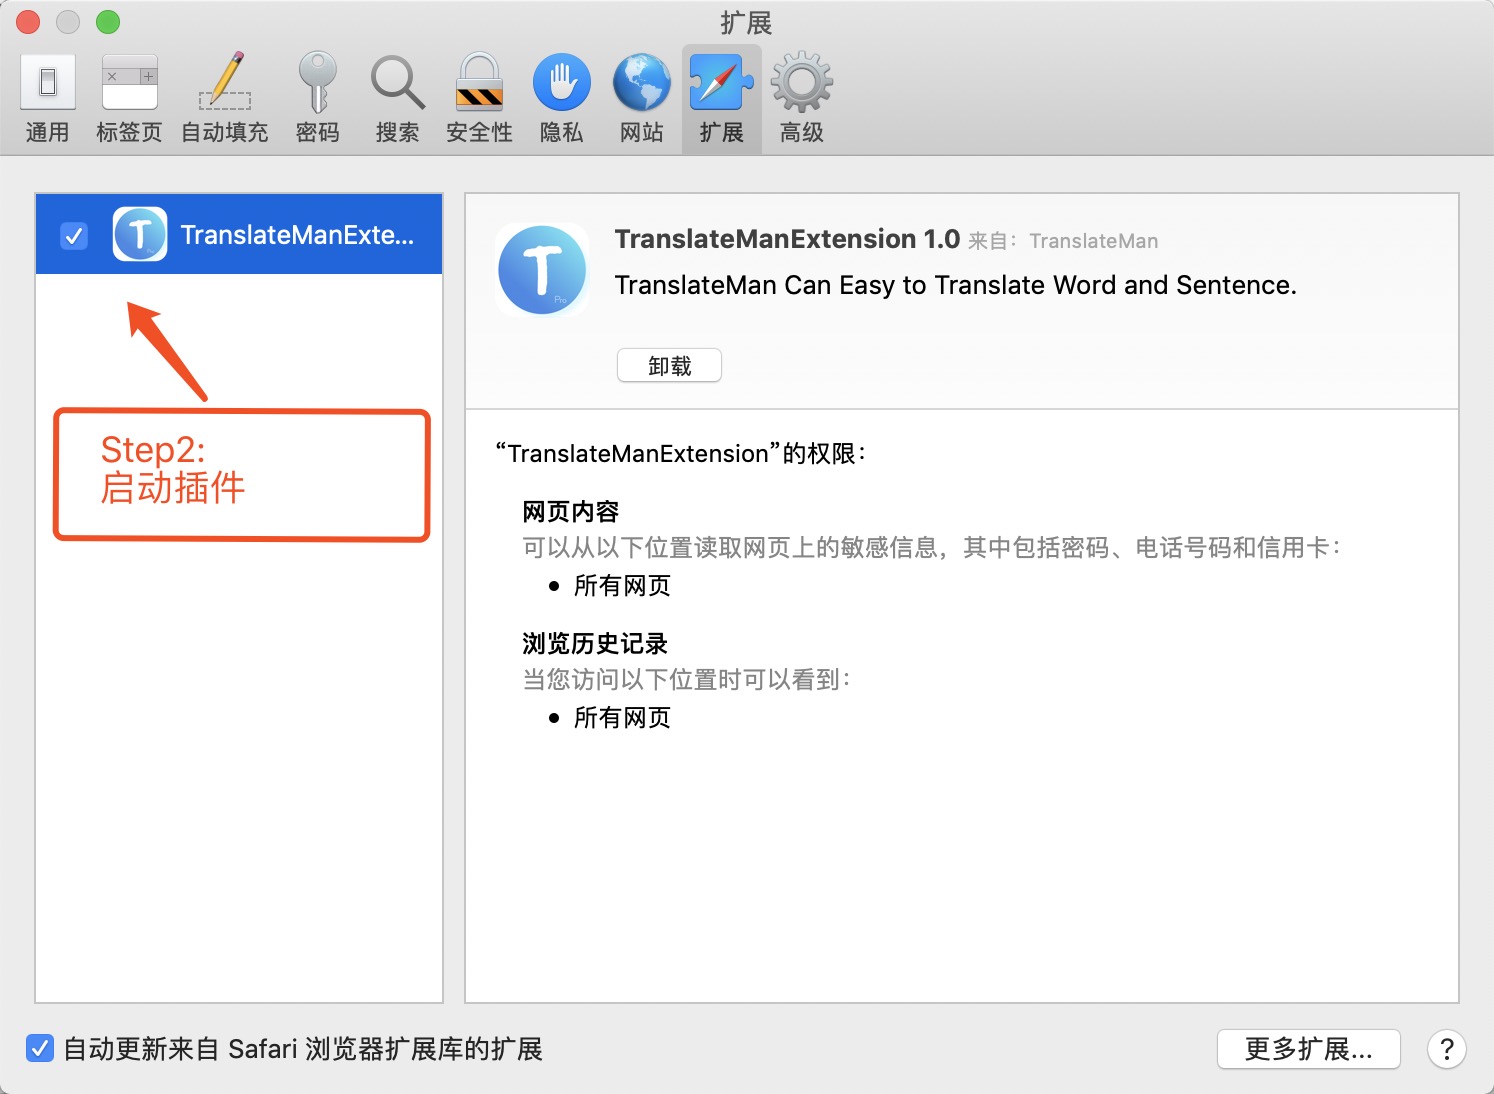 扩展
通用
标签页
自动填充
密码
搜索
安全性
隐私
网站
扩展
高级
TranslateManExte...
Step2:
启动插件
TranslateManExtension 1.0 来自: TranslateMan
TranslateMan Can Easy to Translate Word and Sentence.
卸载
“TranslateManExtension”的权限:
网页内容
可以从以下位置读取网页上的敏感信息，其中包括密码、电话号码和信用卡:
• 所有网页
浏览历史记录
当您访问以下位置时可以看到:
• 所有网页
自动更新来自 Safari 浏览器扩展库的扩展
更多扩展...
?